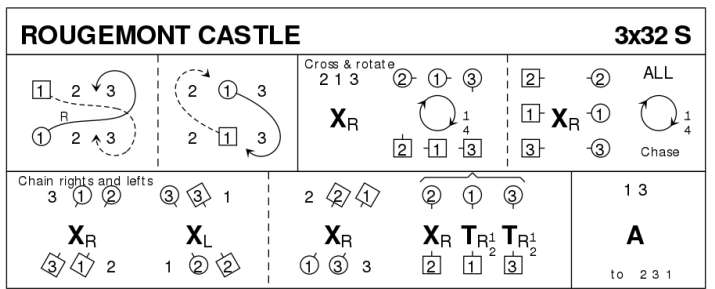 ROUGEMONT CASTLE 3x32 S
1 2 3
R
1 2 3
2 1 3
2 1 3
Cross & rotate
2 1 3
X R
2 1 3
1 4
2 1 3
2 2
1 X R 1
3 3
ALL
1 4
Chase
Chain rights and lefts
3 1 2
X R
3 1 2
3 3 1
X L
1 2 2
2 2 1
X R
1 3 3
2 1 3
X R T R 1 2 T R 1 2
2 1 3
1 3
A
to 2 3 1